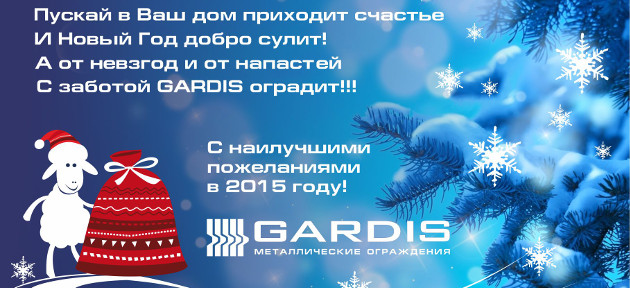 Пускай в Ваш дом приходит счастье
И Новый Год добро сулит!
А от невзгод и от напастей
С заботой GARDIS оградит!!!
С наилучшими
пожеланиями
в 2015 году!
GARDIS
МЕТАЛЛИЧЕСКИЕ ОГРАЖДЕНИЯ